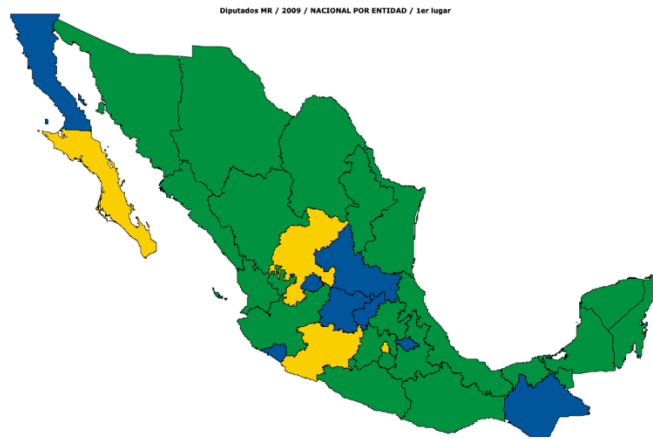 Diputados MR / 2009 / NACIONAL POR ENTIDAD / 1er lugar